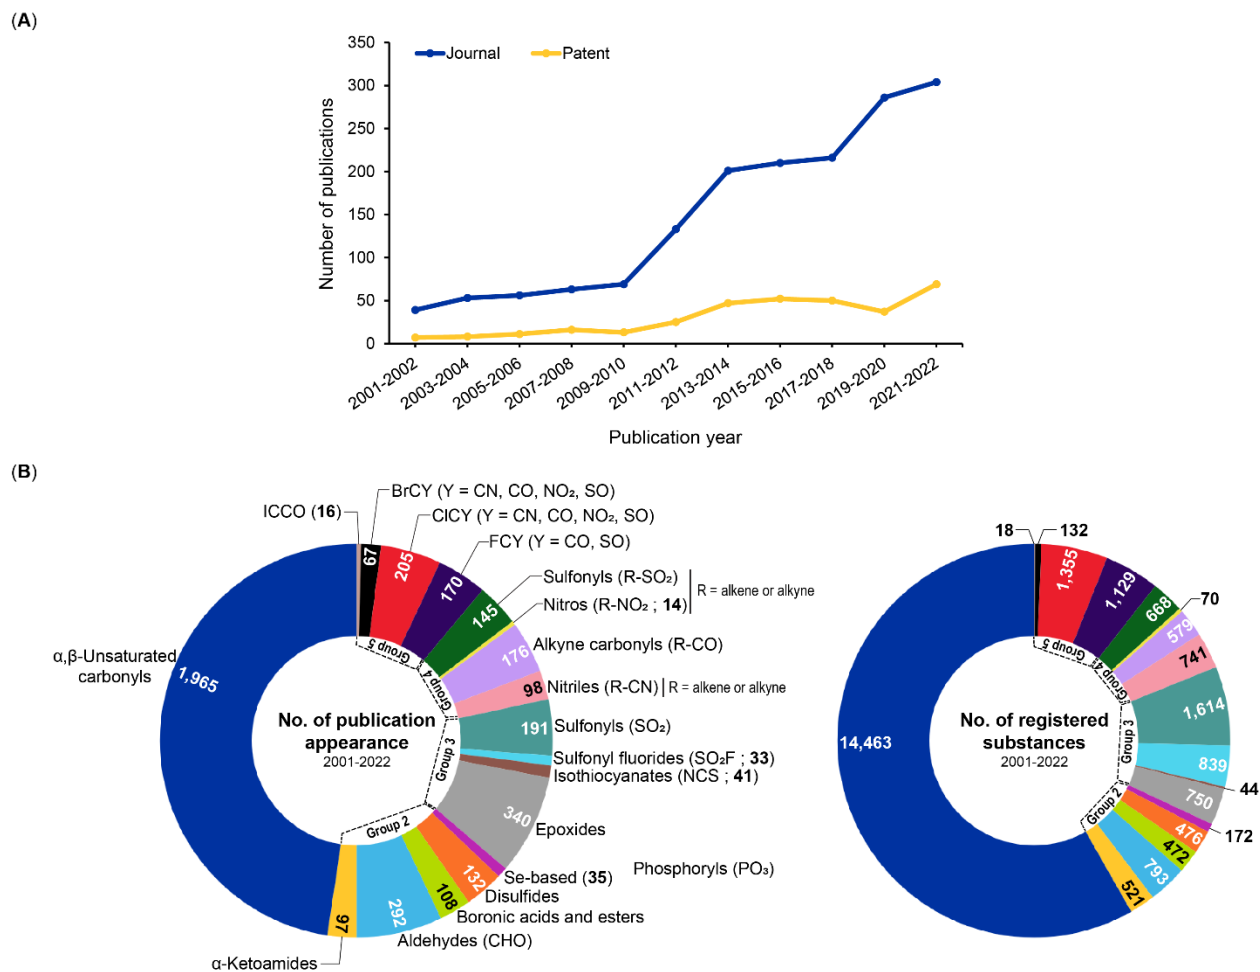 (A)
Journal
Patent
Number of publications
350
300
250
200
150
100
50
0
2001-2002
2003-2004
2005-2006
2007-2008
2009-2010
2011-2012
2013-2014
2015-2016
2017-2018
2019-2020
2021-2022
Publication year
(B)
BrCY (Y = CN, CO, NO₂, SO)
ICCO (16)
ClCY (Y = CN, CO, NO₂, SO)
FCY (Y = CO, SO)
Sulfonyls (R-SO₂)
Nitros (R-NO₂ ; 14)
R = alkene or alkyne
Alkyne carbonyls (R-CO)
Nitriles (R-CN)
R = alkene or alkyne
Sulfonyls (SO₂)
Sulfonyl fluorides (SO₂F ; 33)
Isothiocyanates (NCS ; 41)
Epoxides
Phosphoryls (PO₃)
Se-based (35)
Disulfides
Boronic acids and esters
Aldehydes (CHO)
α-Ketoamides
α,β-Unsaturated
carbonyls
67
205
170
145
176
98
191
340
132
108
292
97
1,965
Group 5
Group 4
Group 3
Group 2
No. of publication
appearance
2001-2022
18
132
1,355
1,129
668
70
579
741
1,614
839
44
750
172
476
472
793
521
14,463
Group 5
Group 4
Group 3
Group 2
No. of registered
substances
2001-2022